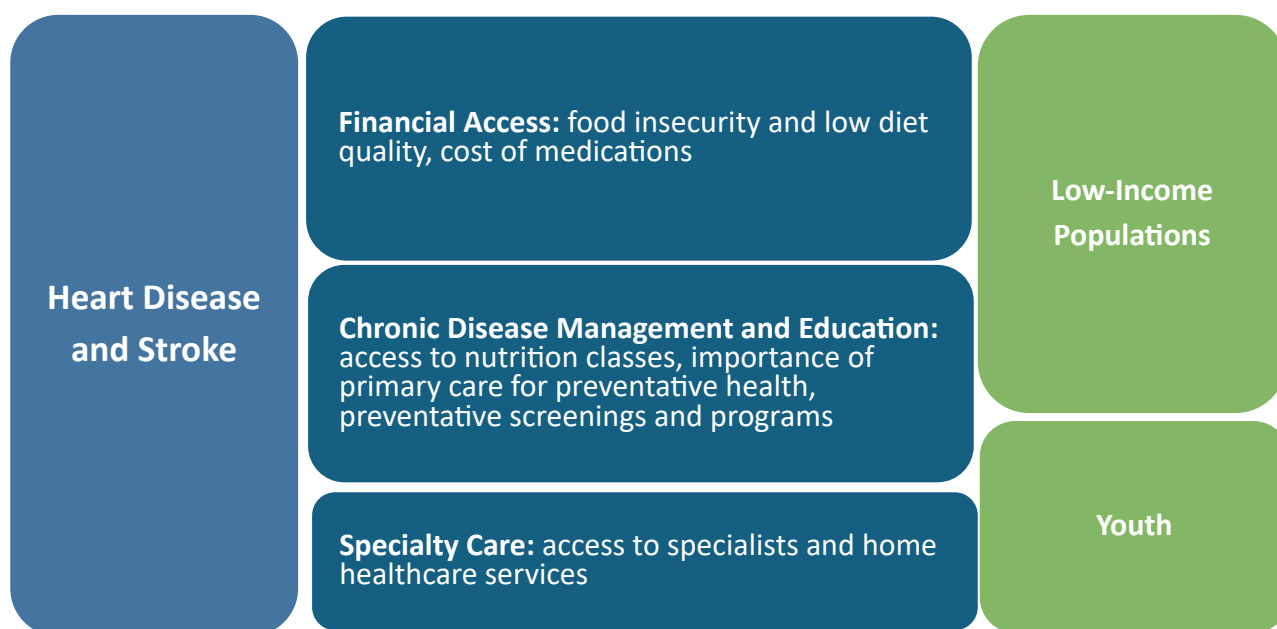 Heart Disease
and Stroke
Financial Access: food insecurity and low diet
quality, cost of medications
Chronic Disease Management and Education:
access to nutrition classes, importance of
primary care for preventative health,
preventative screenings and programs
Specialty Care: access to specialists and home
healthcare services
Low-Income
Populations
Youth